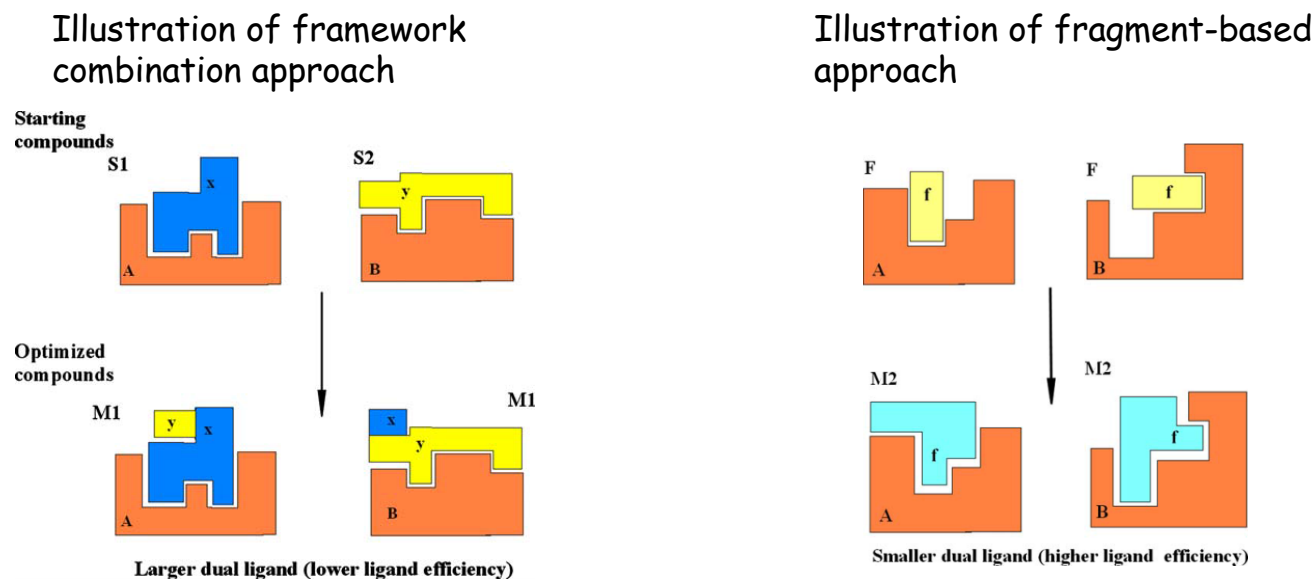 Illustration of framework
combination approach
Starting
compounds
S1
x
A
S2
y
B
Optimized
compounds
M1
y
x
A
M1
x
y
B
Larger dual ligand (lower ligand efficiency)
Illustration of fragment-based
approach
F
f
A
F
f
B
M2
f
A
M2
f
B
Smaller dual ligand (higher ligand efficiency)